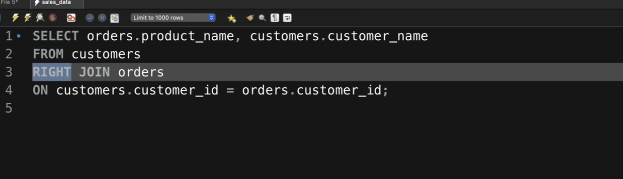 File 5*
sales_data
Limit to 1000 rows
1 SELECT orders.product_name, customers.customer_name
2 FROM customers
3 RIGHT JOIN orders
4 ON customers.customer_id = orders.customer_id;
5